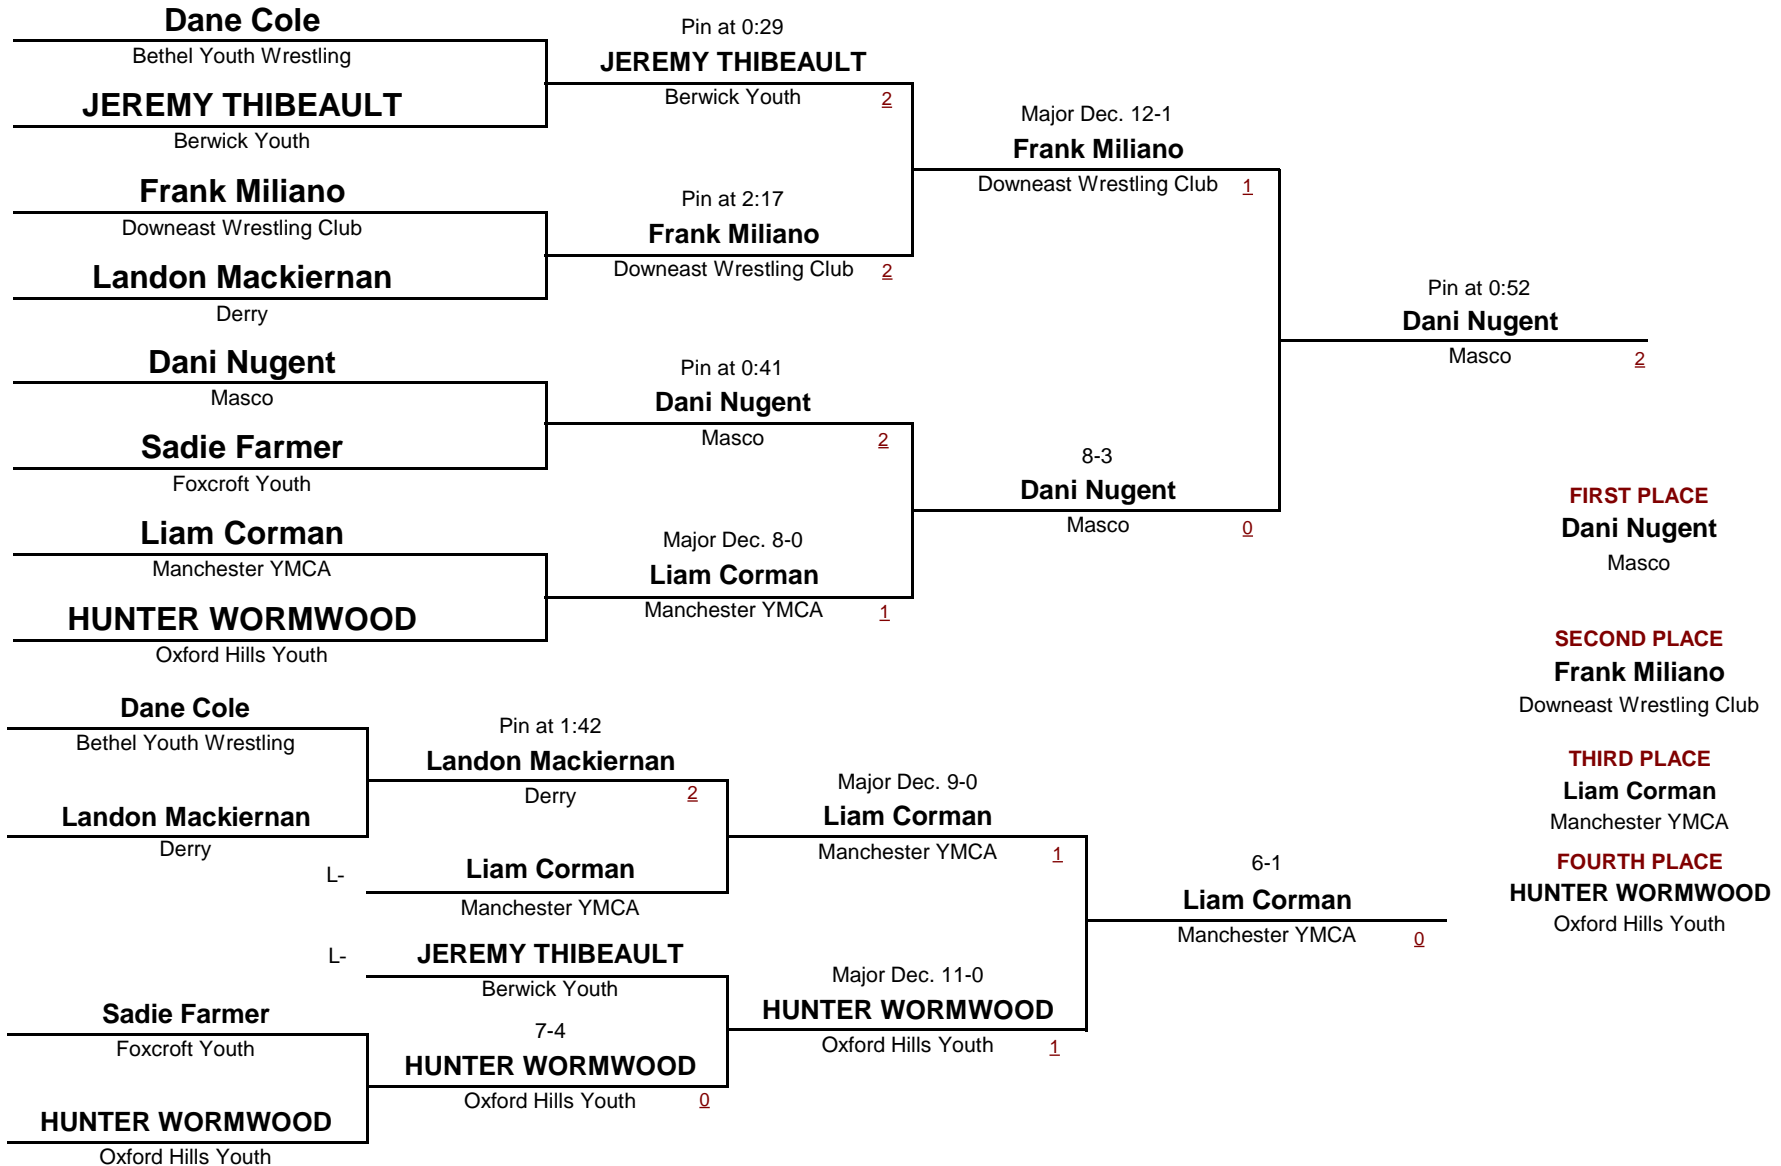 Dane Cole
Bethel Youth Wrestling
JEREMY THIBEAULT
Berwick Youth
Frank Miliano
Downeast Wrestling Club
Landon Mackiernan
Derry
Dani Nugent
Masco
Sadie Farmer
Foxcroft Youth
Liam Corman
Manchester YMCA
HUNTER WORMWOOD
Oxford Hills Youth
Pin at 0:29
JEREMY THIBEAULT
Berwick Youth 2
Pin at 2:17
Frank Miliano
Downeast Wrestling Club 2
Pin at 0:41
Dani Nugent
Masco 2
Major Dec. 8-0
Liam Corman
Manchester YMCA 1
Major Dec. 12-1
Frank Miliano
Downeast Wrestling Club 1
8-3
Dani Nugent
Masco 0
Pin at 0:52
Dani Nugent
Masco 2
FIRST PLACE
Dani Nugent
Masco
SECOND PLACE
Frank Miliano
Downeast Wrestling Club
THIRD PLACE
Liam Corman
Manchester YMCA
FOURTH PLACE
HUNTER WORMWOOD
Oxford Hills Youth
Dane Cole
Bethel Youth Wrestling
Landon Mackiernan
Derry
Sadie Farmer
Foxcroft Youth
HUNTER WORMWOOD
Oxford Hills Youth
Pin at 1:42
Landon Mackiernan
Derry 2
L- Liam Corman
Manchester YMCA
L- JEREMY THIBEAULT
Berwick Youth
7-4
HUNTER WORMWOOD
Oxford Hills Youth 0
Major Dec. 9-0
Liam Corman
Manchester YMCA 1
Major Dec. 11-0
HUNTER WORMWOOD
Oxford Hills Youth 1
6-1
Liam Corman
Manchester YMCA 0